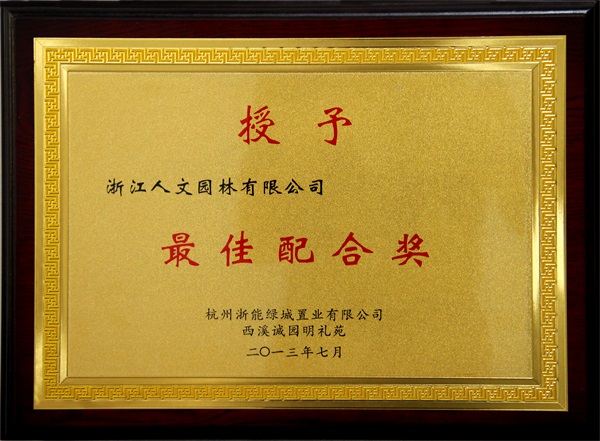 授予
浙江人文园林有限公司
最佳配合奖
杭州浙能绿城置业有限公司
西溪诚园明礼苑
二〇一三年七月